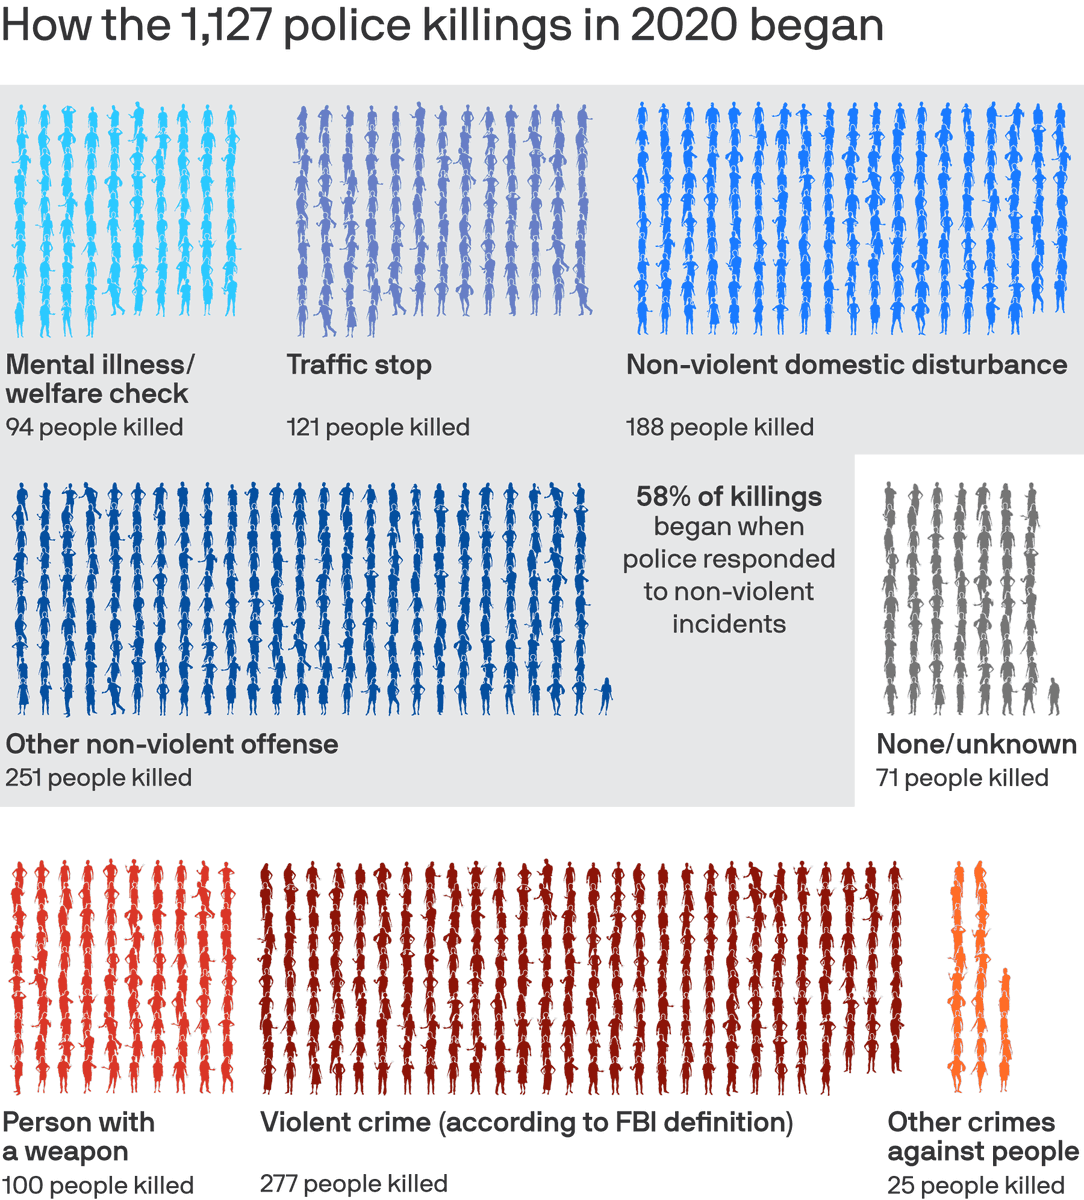 How the 1,127 police killings in 2020 began
Mental illness/
welfare check
94 people killed
Traffic stop
121 people killed
Non-violent domestic disturbance
188 people killed
58% of killings
began when
police responded
to non-violent
incidents
Other non-violent offense
251 people killed
None/unknown
71 people killed
Person with
a weapon
100 people killed
Violent crime (according to FBI definition)
277 people killed
Other crimes
against people
25 people killed